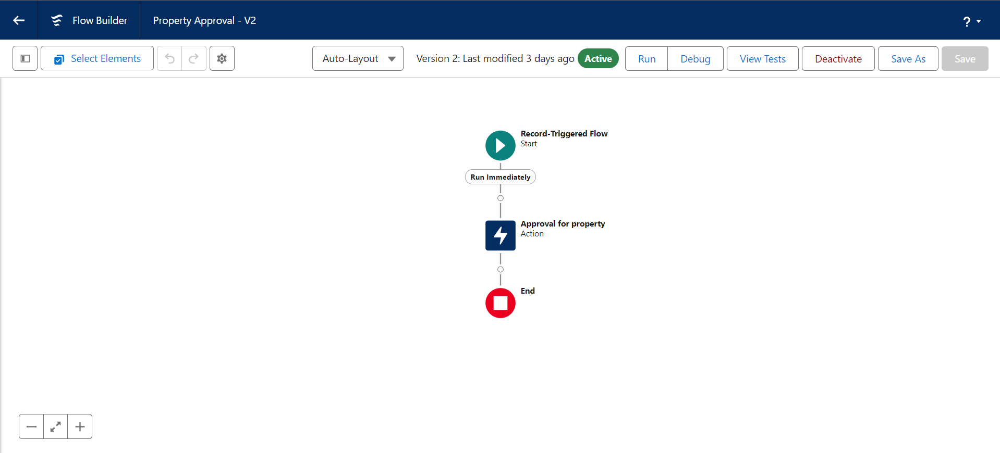 Flow Builder
Property Approval - V2
?
Select Elements
Auto-Layout
Version 2: Last modified 3 days ago
Active
Run
Debug
View Tests
Deactivate
Save As
Save
Record-Triggered Flow
Start
Run Immediately
Approval for property
Action
End